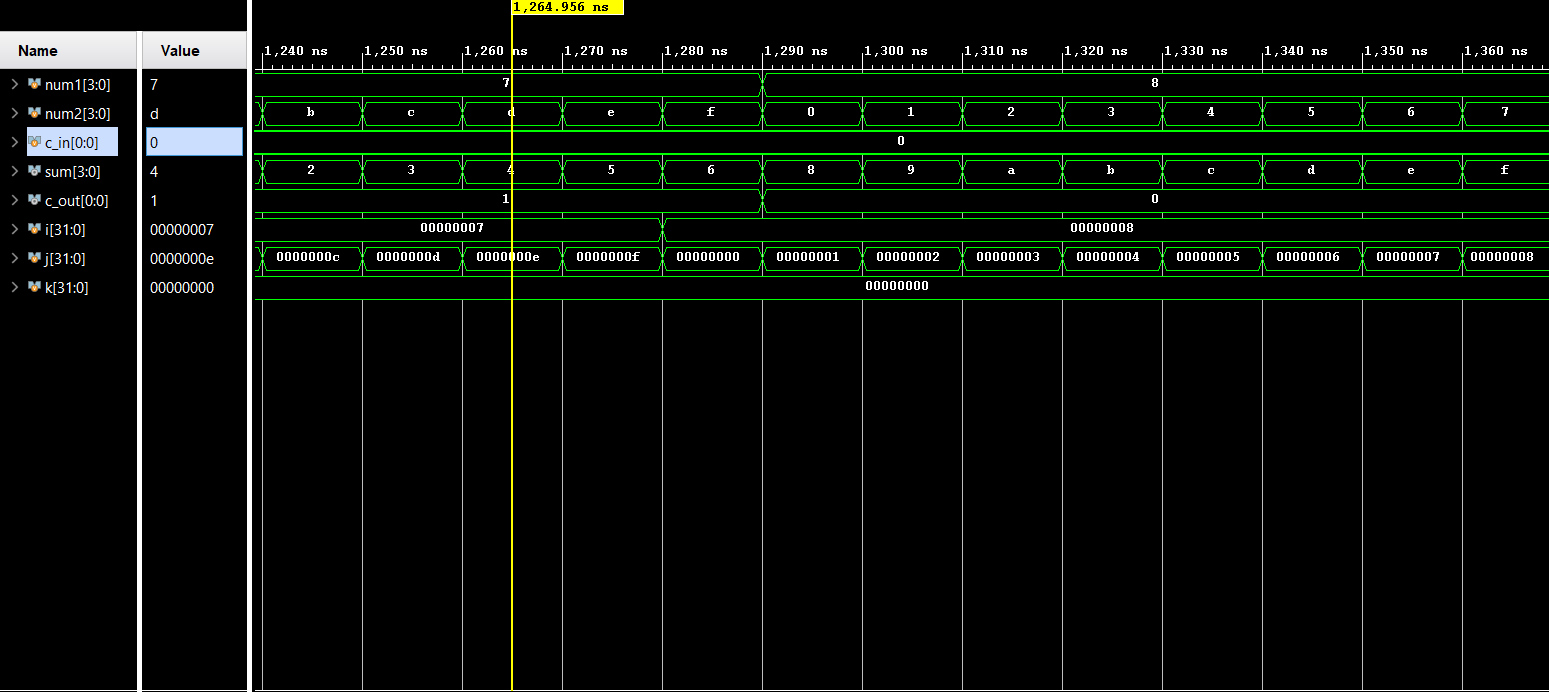 1,264.956 ns
Name Value
1,240 ns 1,250 ns 1,260 ns 1,270 ns 1,280 ns 1,290 ns 1,300 ns 1,310 ns 1,320 ns 1,330 ns 1,340 ns 1,350 ns 1,360 ns
num1[3:0] 7 7 8
num2[3:0] d b c d e f 0 1 2 3 4 5 6 7
c_in[0:0] 0 0
sum[3:0] 4 2 3 4 5 6 8 9 a b c d e f
c_out[0:0] 1 1 0
i[31:0] 00000007 00000007 00000008
j[31:0] 0000000e 0000000c 0000000d 0000000e 0000000f 00000000 00000001 00000002 00000003 00000004 00000005 00000006 00000007 00000008
k[31:0] 00000000 00000000